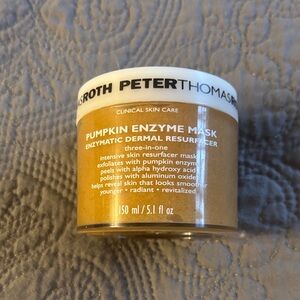 ROTH PETERTHOMAS
CLINICAL SKIN CARE
PUMPKIN ENZYME MASK
ENZYMATIC DERMAL RESURFACER
three-in-one
intensive skin resurfacer mask
exfoliates with pumpkin enzyme
peels with alpha hydroxy acid
polishes with aluminum oxide
helps reveal skin that looks smoother
younger • radiant • revitalized
150 ml / 5.1 fl oz